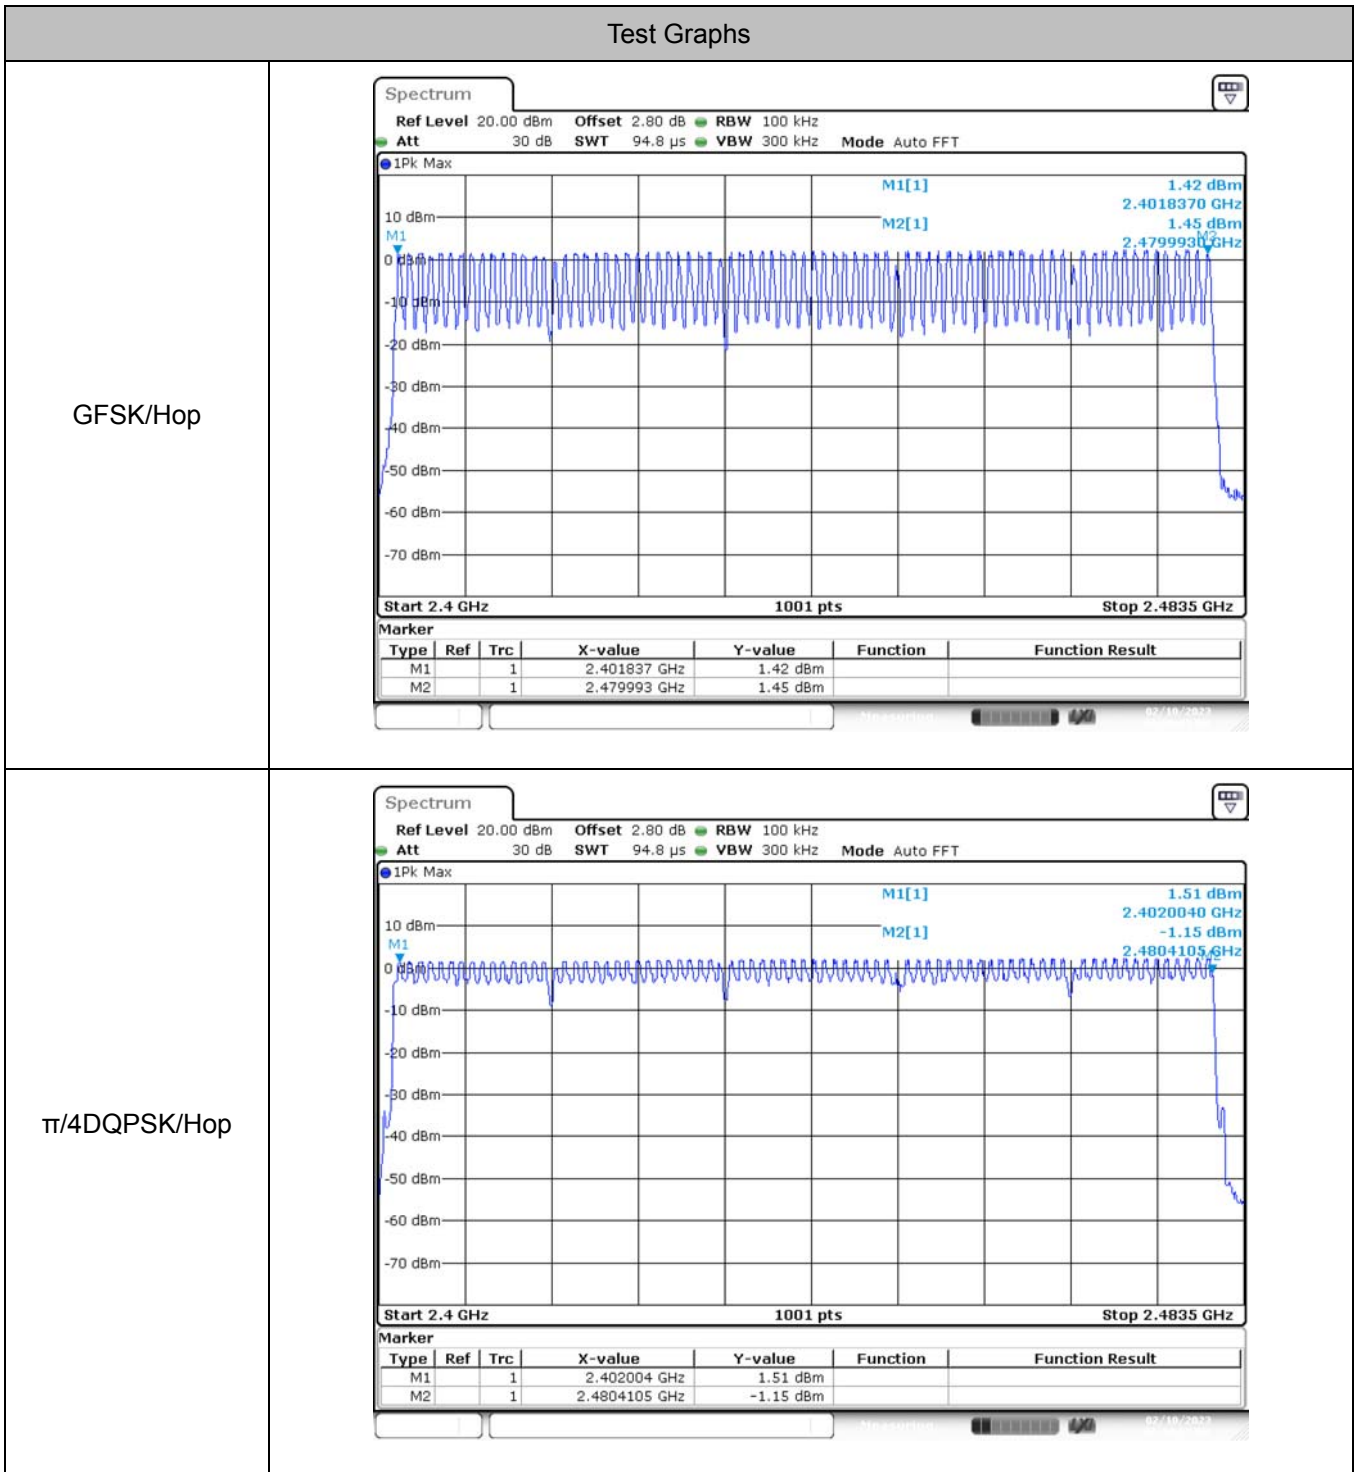 Test Graphs
GFSK/Hop
Spectrum
Ref Level 20.00 dBm Offset 2.80 dB RBW 100 kHz
Att 30 dB SWT 94.8 µs VBW 300 kHz Mode Auto FFT
1Pk Max
M1[1] 1.42 dBm
2.4018370 GHz
10 dBm
M2[1] 1.45 dBm
M1
2.4799930 GHz
M2
0 dBm
-10 dBm
-20 dBm
-30 dBm
-40 dBm
-50 dBm
-60 dBm
-70 dBm
Start 2.4 GHz 1001 pts Stop 2.4835 GHz
Marker
Type Ref Trc X-value Y-value Function Function Result
M1 1 2.401837 GHz 1.42 dBm
M2 1 2.479993 GHz 1.45 dBm
Measuring
02/10/2023
π/4DQPSK/Hop
Spectrum
Ref Level 20.00 dBm Offset 2.80 dB RBW 100 kHz
Att 30 dB SWT 94.8 µs VBW 300 kHz Mode Auto FFT
1Pk Max
M1[1] 1.51 dBm
2.4020040 GHz
10 dBm
M2[1] -1.15 dBm
M1
2.4804105 GHz
0 dBm
-10 dBm
-20 dBm
-30 dBm
-40 dBm
-50 dBm
-60 dBm
-70 dBm
Start 2.4 GHz 1001 pts Stop 2.4835 GHz
Marker
Type Ref Trc X-value Y-value Function Function Result
M1 1 2.402004 GHz 1.51 dBm
M2 1 2.4804105 GHz -1.15 dBm
Measuring
02/10/2023